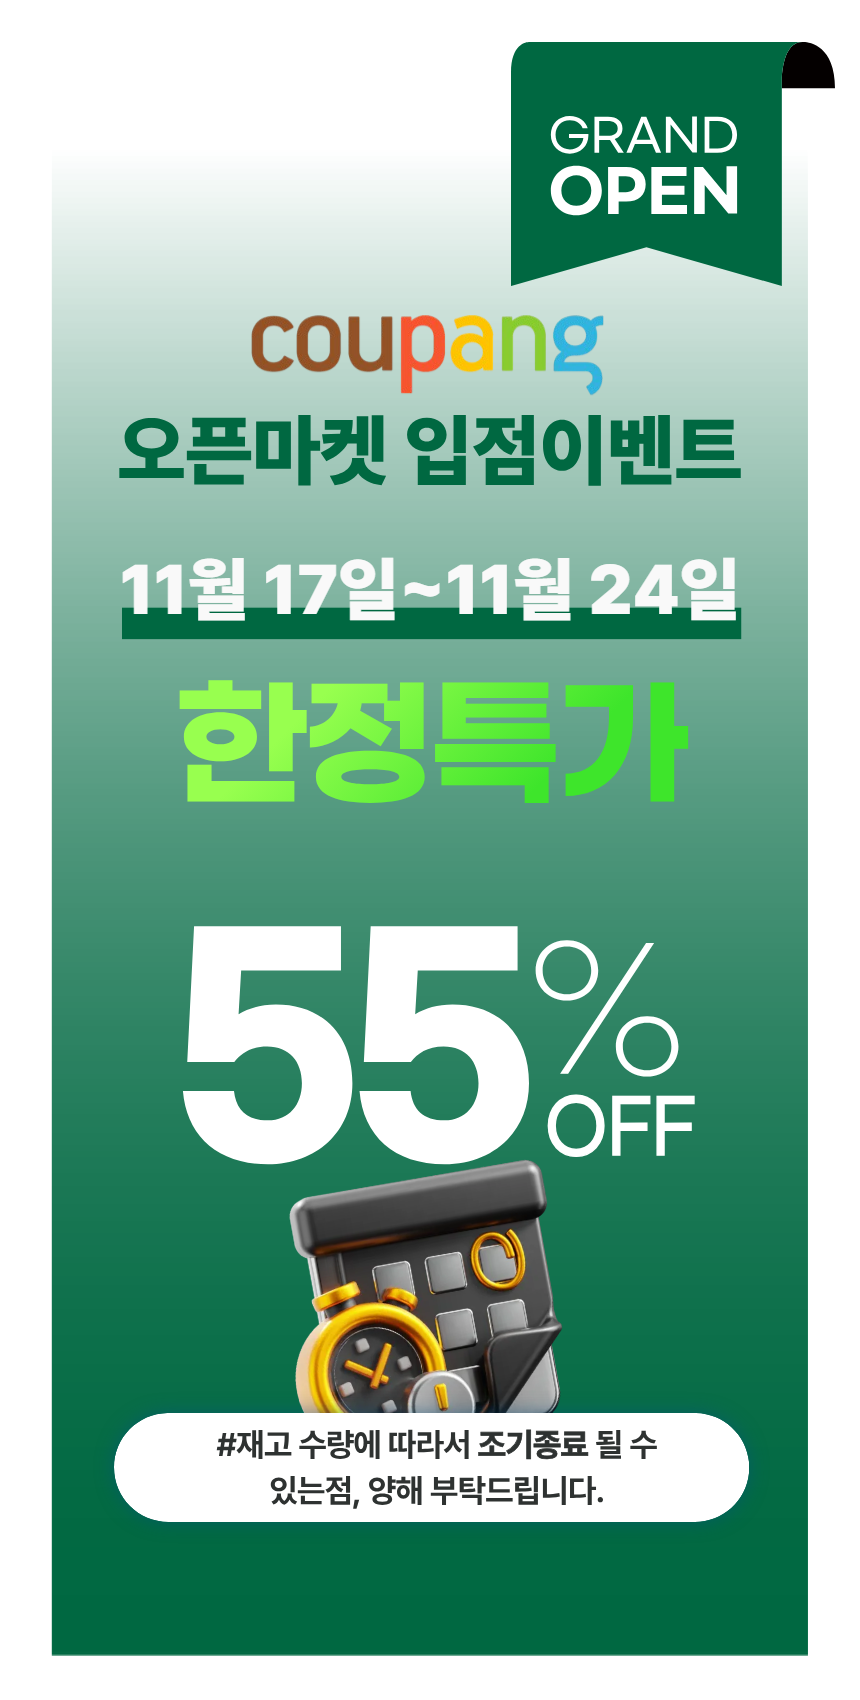 GRAND
OPEN
coupang
오픈마켓 입점이벤트
11월 17일~11월 24일
한정특가
55%
OFF
#재고 수량에 따라서 조기종료 될 수
있는점, 양해 부탁드립니다.